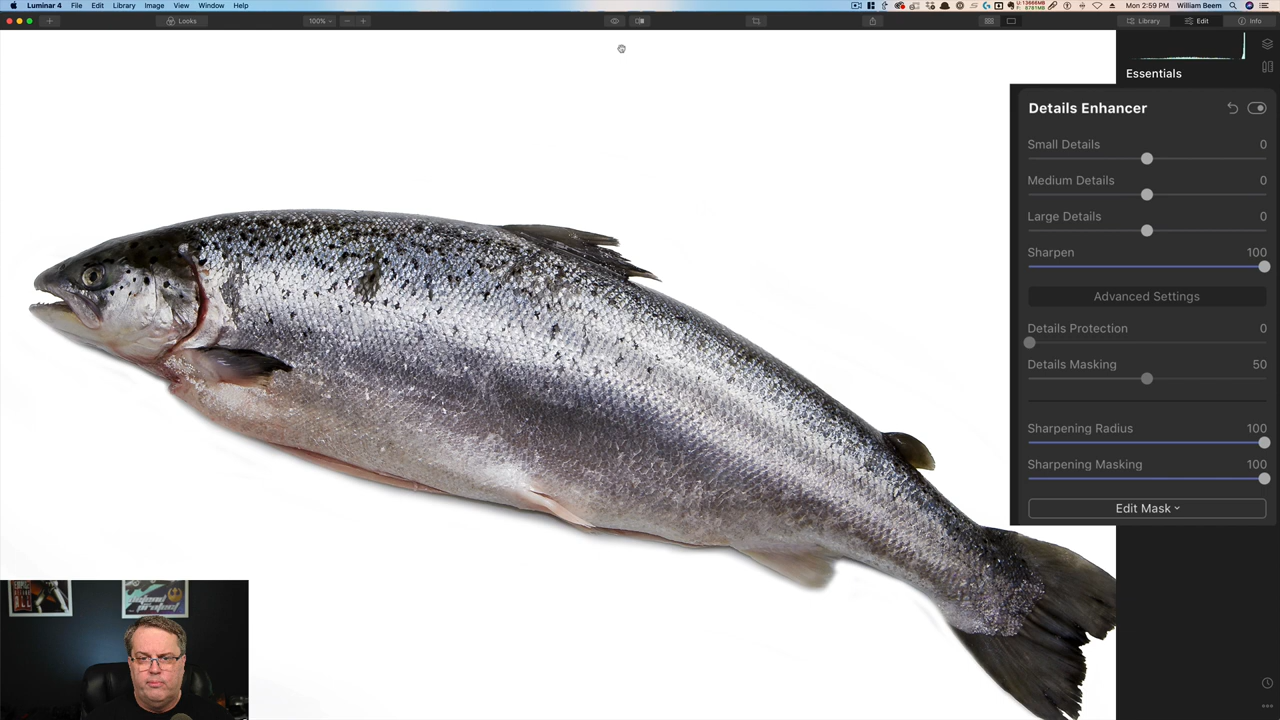 Luminar 4 File Edit Library Image View Window Help
Mon 2:59 PM William Beem
Looks 100% Library Edit Info
Essentials
Details Enhancer
Small Details 0
Medium Details 0
Large Details 0
Sharpen 100
Advanced Settings
Details Protection 0
Details Masking 50
Sharpening Radius 100
Sharpening Masking 100
Edit Mask